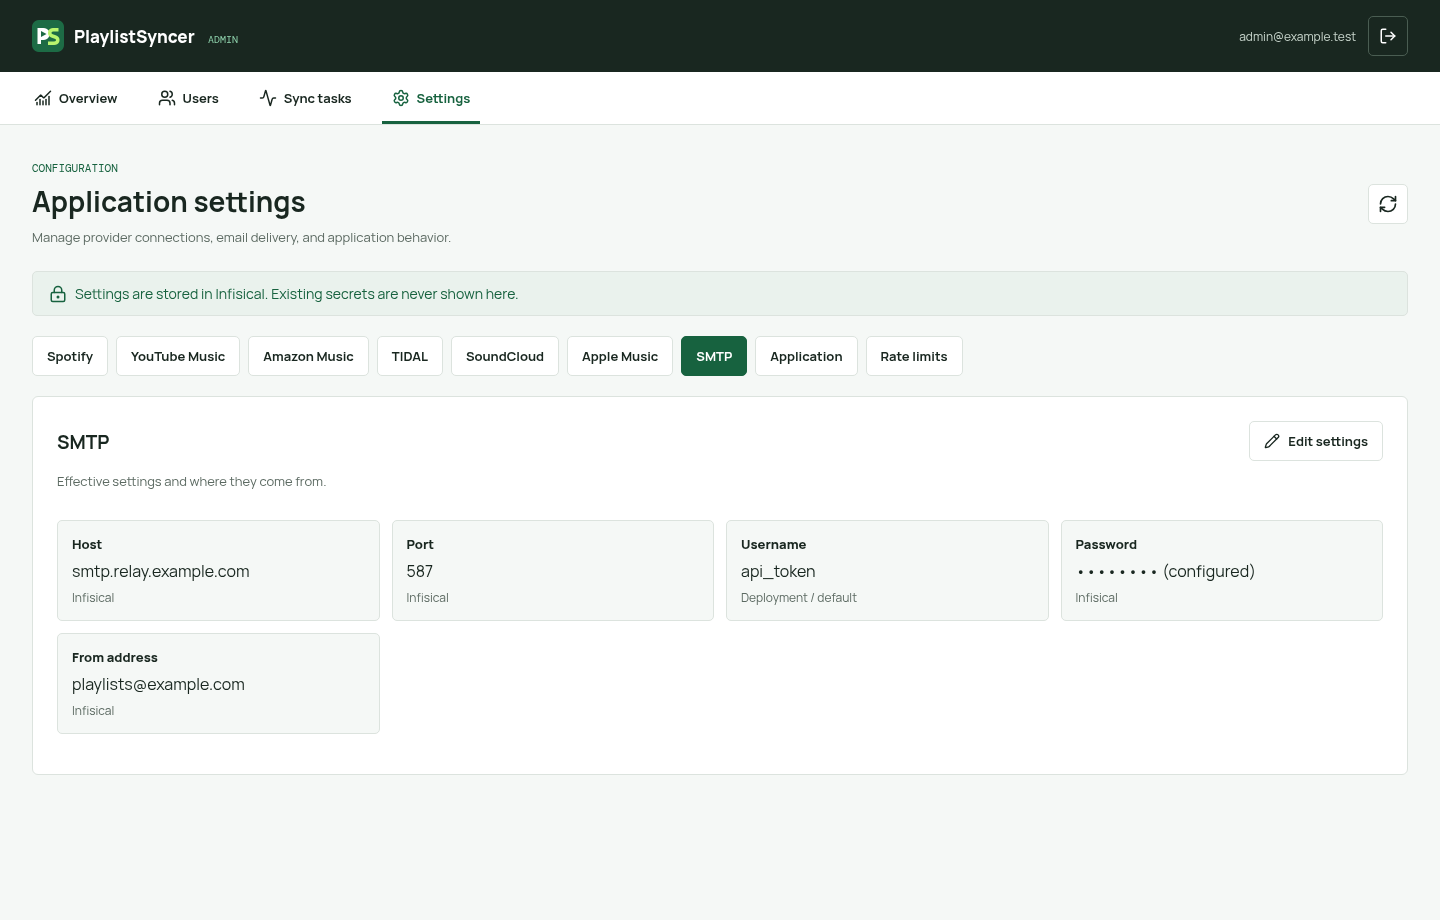 PS PlaylistSyncer ADMIN
admin@example.test
Overview Users Sync tasks Settings
CONFIGURATION
Application settings
Manage provider connections, email delivery, and application behavior.
Settings are stored in Infisical. Existing secrets are never shown here.
Spotify YouTube Music Amazon Music TIDAL SoundCloud Apple Music SMTP Application Rate limits
SMTP
Edit settings
Effective settings and where they come from.
Host
smtp.relay.example.com
Infisical
Port
587
Infisical
Username
api_token
Deployment / default
Password
•••••••• (configured)
Infisical
From address
playlists@example.com
Infisical